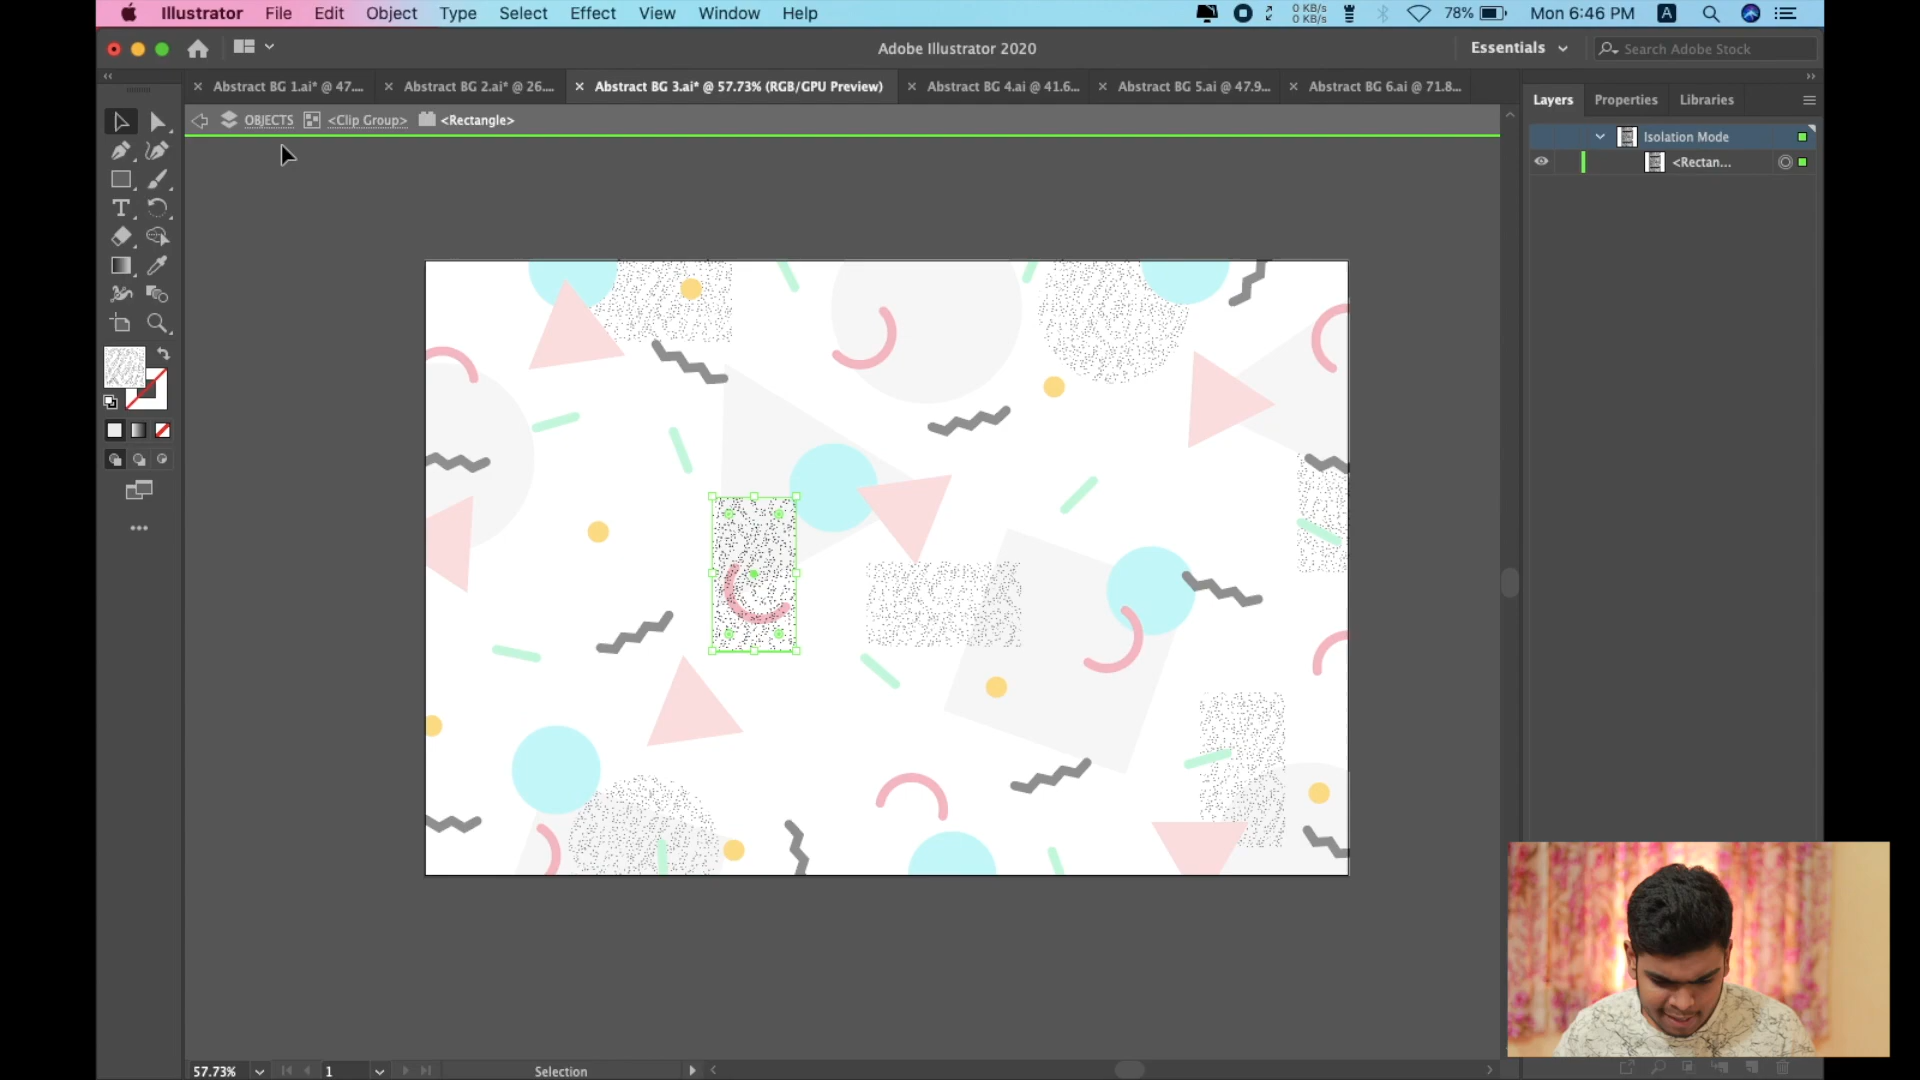 Illustrator File Edit Object Type Select Effect View Window Help
0 KB/s
0 KB/s
78%
Mon 6:46 PM
A
Adobe Illustrator 2020
Essentials
Search Adobe Stock
Abstract BG 1.ai* @ 47....
Abstract BG 2.ai* @ 26....
Abstract BG 3.ai* @ 57.73% (RGB/GPU Preview)
Abstract BG 4.ai @ 41.6...
Abstract BG 5.ai @ 47.9...
Abstract BG 6.ai @ 71.8...
Layers Properties Libraries
OBJECTS <Clip Group> <Rectangle>
Isolation Mode
<Rectan...
57.73%
1
Selection